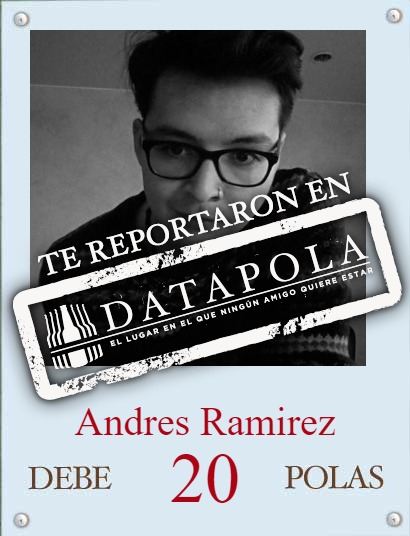 TE REPORTARON EN
DATAPOLA
EL LUGAR EN EL QUE NINGÚN AMIGO QUIERE ESTAR
Andres Ramirez
DEBE 20 POLAS